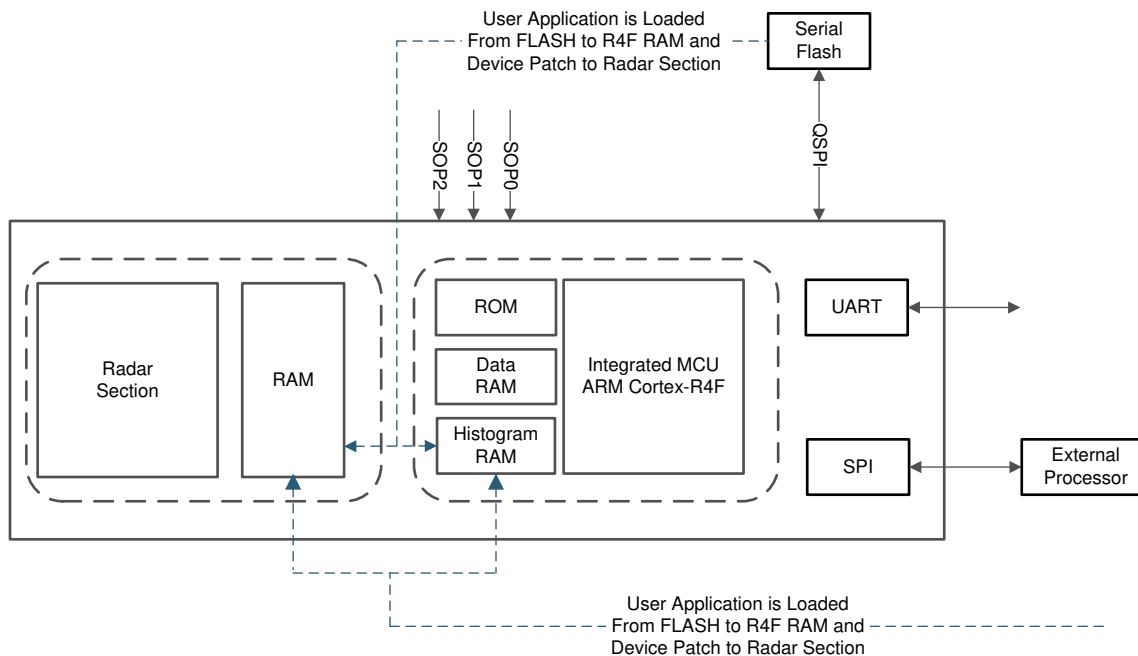 User Application is Loaded
From FLASH to R4F RAM and
Device Patch to Radar Section
Serial
Flash
SOP2
SOP1
SOP0
QSPI
Radar
Section
RAM
ROM
Data
RAM
Histogram
RAM
Integrated MCU
ARM Cortex-R4F
UART
SPI
External
Processor
User Application is Loaded
From FLASH to R4F RAM and
Device Patch to Radar Section